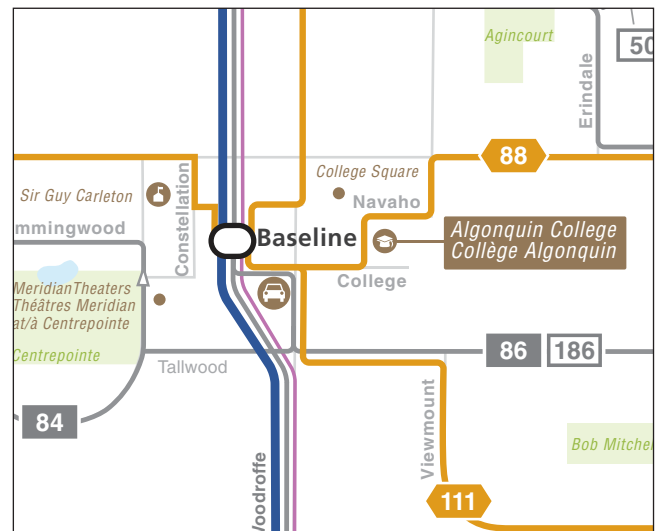 Agincourt
50
Erindale
88
College Square
Sir Guy Carleton
Constellation
Navaho
mmingwood
Baseline
Algonquin College
Collège Algonquin
College
MeridianTheaters
Théâtres Meridian
at/à Centrepointe
Centrepointe
Tallwood
86
186
84
Viewmount
Bob Mitche
111
Woodroffe